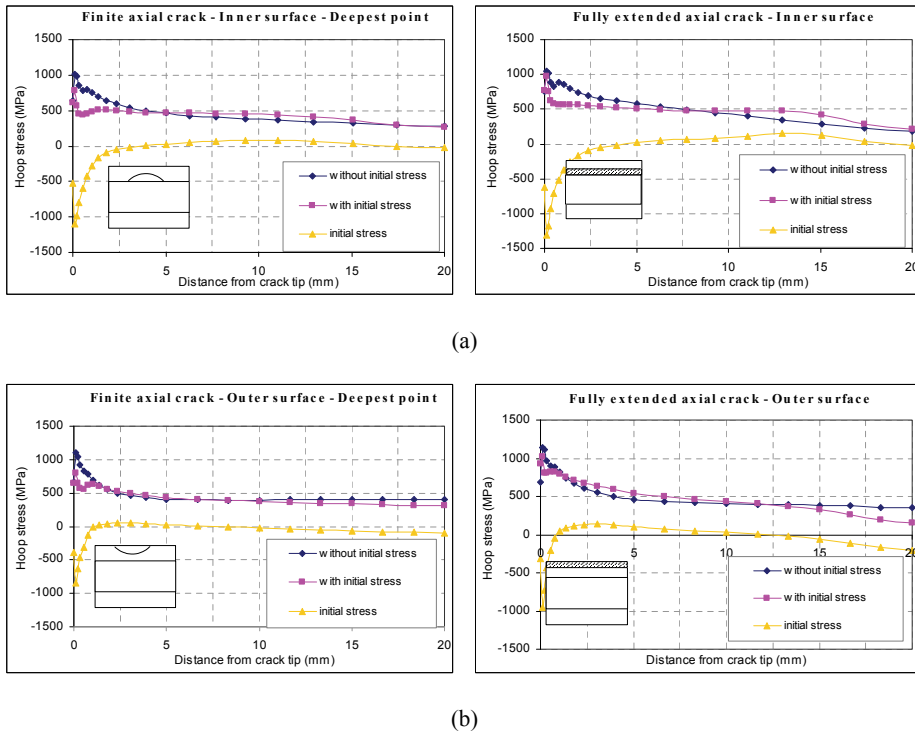 Finite axial crack - Inner surface - Deepest point
1500
1000
500
0
-500
-1000
-1500
Hoop stress (MPa)
without initial stress
with initial stress
initial stress
0 5 10 15 20
Distance from crack tip (mm)
Fully extended axial crack - Inner surface
1500
1000
500
0
-500
-1000
-1500
Hoop stress (MPa)
without initial stress
with initial stress
initial stress
0 5 10 15 20
Distance from crack tip (mm)
(a)
Finite axial crack - Outer surface - Deepest point
1500
1000
500
0
-500
-1000
-1500
Hoop stress (MPa)
without initial stress
with initial stress
initial stress
0 5 10 15 20
Distance from crack tip (mm)
Fully extended axial crack - Outer surface
1500
1000
500
0
-500
-1000
-1500
Hoop stress (MPa)
0 5 10 15 20
without initial stress
with initial stress
initial stress
Distance from crack tip (mm)
(b)